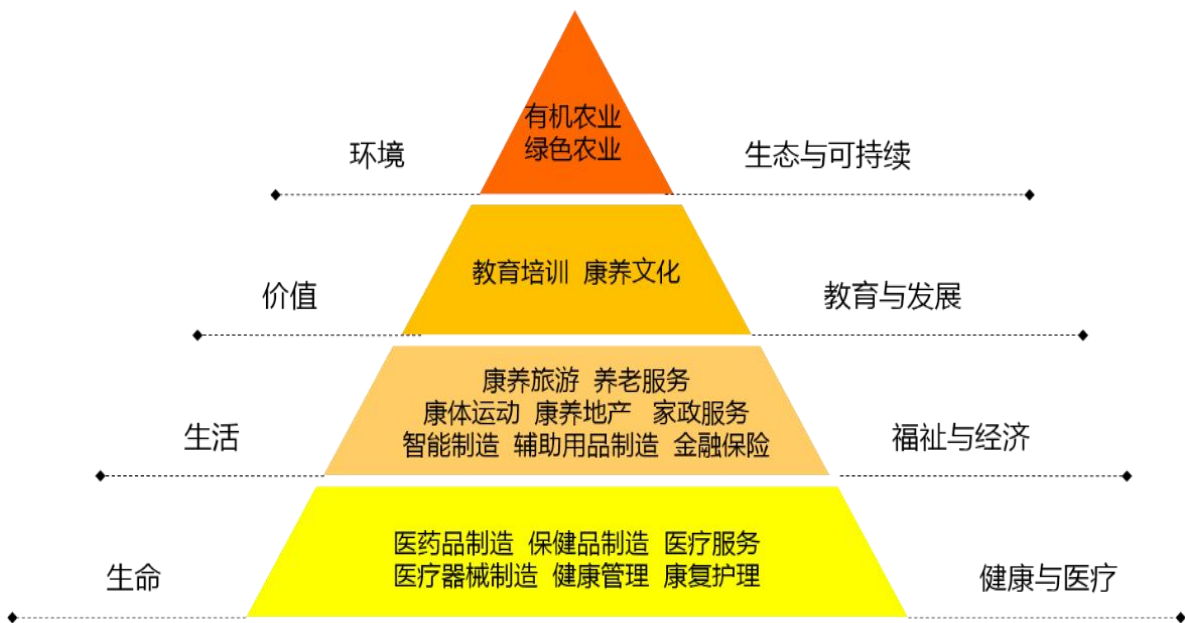 有机农业
绿色农业
环境
生态与可持续
教育培训 康养文化
价值
教育与发展
康养旅游 养老服务
康体运动 康养地产 家政服务
智能制造 辅助用品制造 金融保险
生活
福祉与经济
医药品制造 保健品制造 医疗服务
医疗器械制造 健康管理 康复护理
生命
健康与医疗